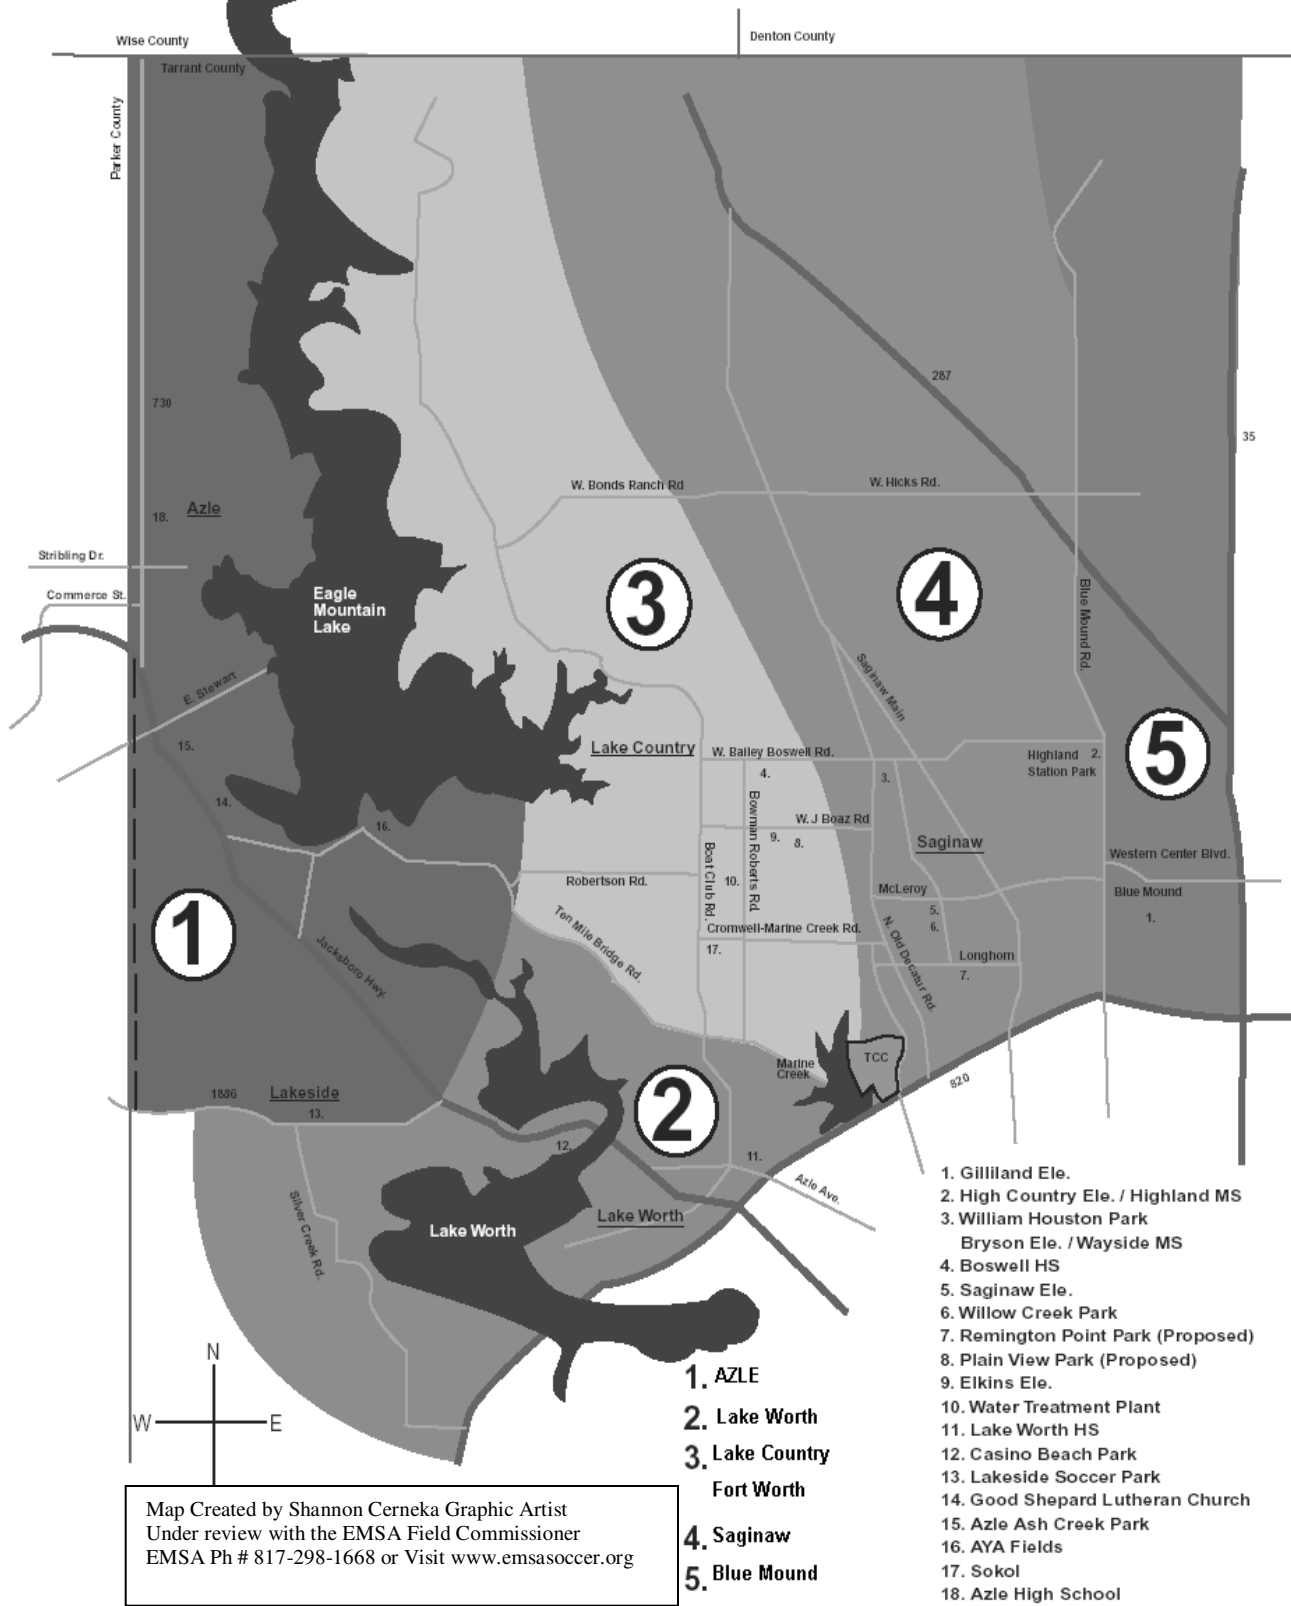 Wise County
Denton County
Tarrant County
Parker County
287
730
35
W. Bonds Ranch Rd
W. Hicks Rd.
18.
Azle
Stribling Dr.
Commerce St.
Eagle
Mountain
Lake
3
4
Blue Mound Rd.
E. Stewart
Saginaw Main
15.
Lake Country
W. Bailey Boswell Rd.
Highland
Station Park
2.
5
4.
3.
14.
16.
Bowman Roberts Rd.
W. J Boaz Rd
9.
8.
Saginaw
Boat Club Rd.
Western Center Blvd.
Robertson Rd.
10.
McLeroy
Blue Mound
1
Ten Mile Bridge Rd.
5.
6.
1.
Cromwell-Marine Creek Rd.
N. Old Decatur Rd.
Jacksboro Hwy.
17.
Longhorn
7.
Marine
Creek
TCC
820
1886
Lakeside
13.
2
12.
11.
Azle Ave.
Silver Creek Rd.
Lake Worth
Lake Worth
1. Gilliland Ele.
2. High Country Ele. / Highland MS
3. William Houston Park
Bryson Ele. / Wayside MS
4. Boswell HS
5. Saginaw Ele.
6. Willow Creek Park
7. Remington Point Park (Proposed)
8. Plain View Park (Proposed)
9. Elkins Ele.
10. Water Treatment Plant
11. Lake Worth HS
12. Casino Beach Park
13. Lakeside Soccer Park
14. Good Shepard Lutheran Church
15. Azle Ash Creek Park
16. AYA Fields
17. Sokol
18. Azle High School
N
W
E
1. AZLE
2. Lake Worth
3. Lake Country
Fort Worth
4. Saginaw
5. Blue Mound
Map Created by Shannon Cerneka Graphic Artist
Under review with the EMSA Field Commissioner
EMSA Ph # 817-298-1668 or Visit www.emsasoccer.org